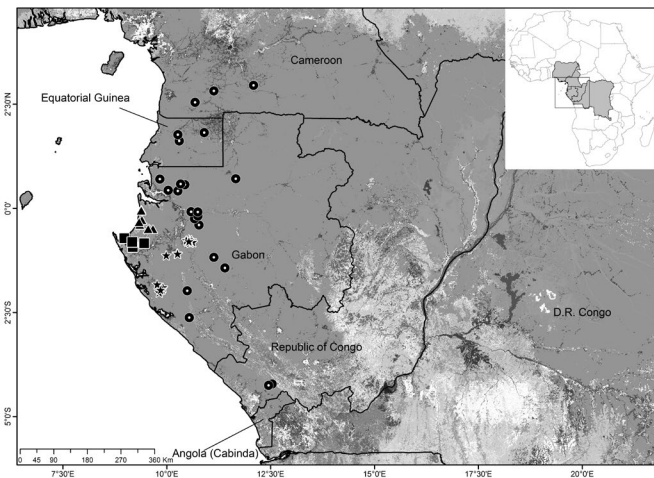 Cameroon
Equatorial Guinea
2°30'N
0°0'
Gabon
2°30'S
D.R. Congo
Republic of Congo
5°0'S
Angola (Cabinda)
0 45 90 180 270 360 Km
7°30'E 10°0'E 12°30'E 15°0'E 17°30'E 20°0'E